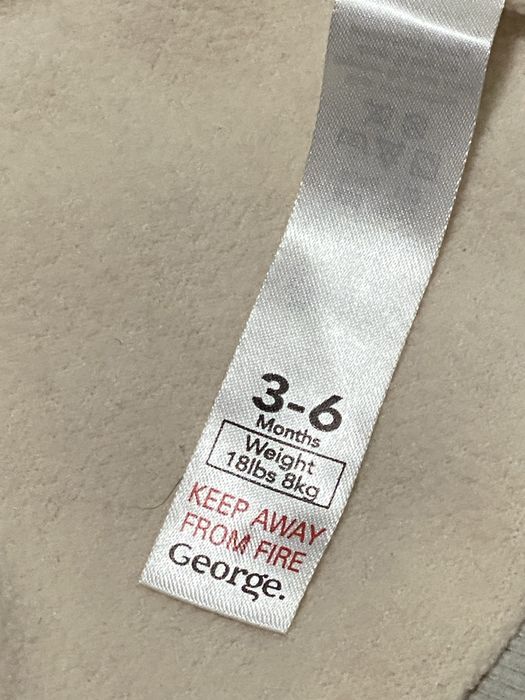 3-6
Months
Weight
18lbs 8kg
KEEP AWAY
FROM FIRE
George.